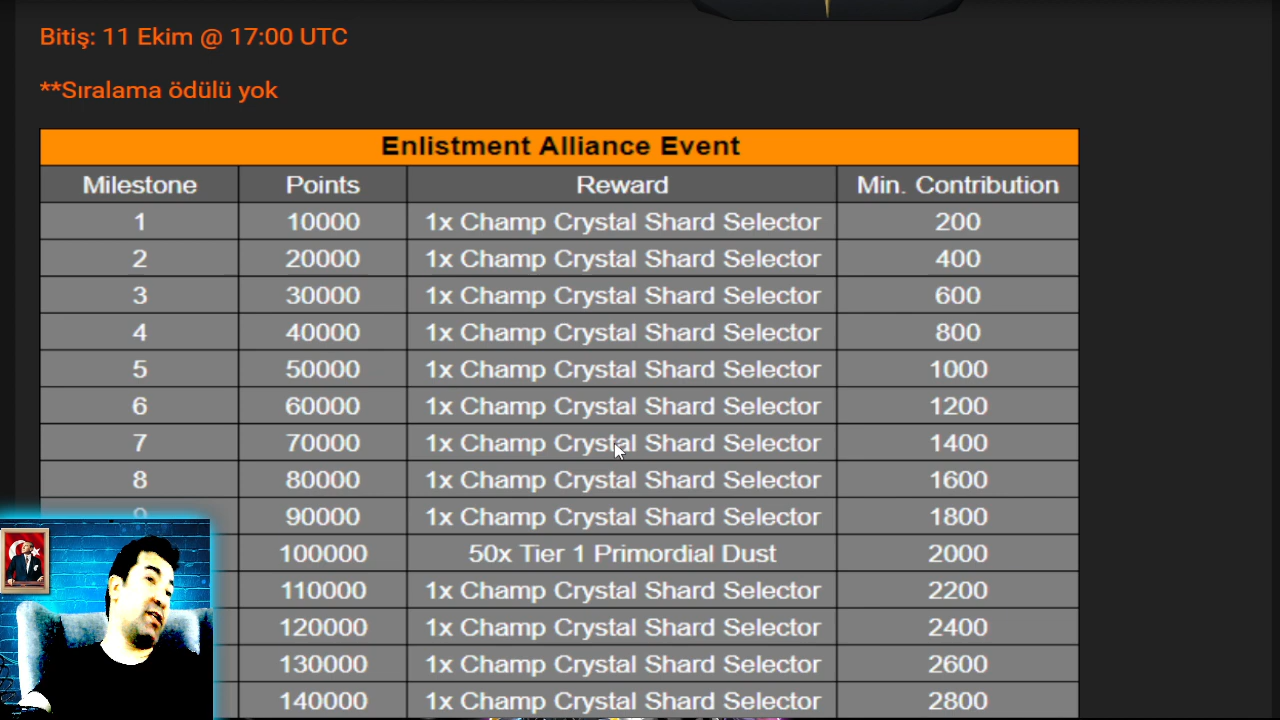 Bitiş: 11 Ekim @ 17:00 UTC
**Sıralama ödülü yok
Enlistment Alliance Event
Milestone Points Reward Min. Contribution
1 10000 1x Champ Crystal Shard Selector 200
2 20000 1x Champ Crystal Shard Selector 400
3 30000 1x Champ Crystal Shard Selector 600
4 40000 1x Champ Crystal Shard Selector 800
5 50000 1x Champ Crystal Shard Selector 1000
6 60000 1x Champ Crystal Shard Selector 1200
7 70000 1x Champ Crystal Shard Selector 1400
8 80000 1x Champ Crystal Shard Selector 1600
9 90000 1x Champ Crystal Shard Selector 1800
100000 50x Tier 1 Primordial Dust 2000
110000 1x Champ Crystal Shard Selector 2200
120000 1x Champ Crystal Shard Selector 2400
130000 1x Champ Crystal Shard Selector 2600
140000 1x Champ Crystal Shard Selector 2800